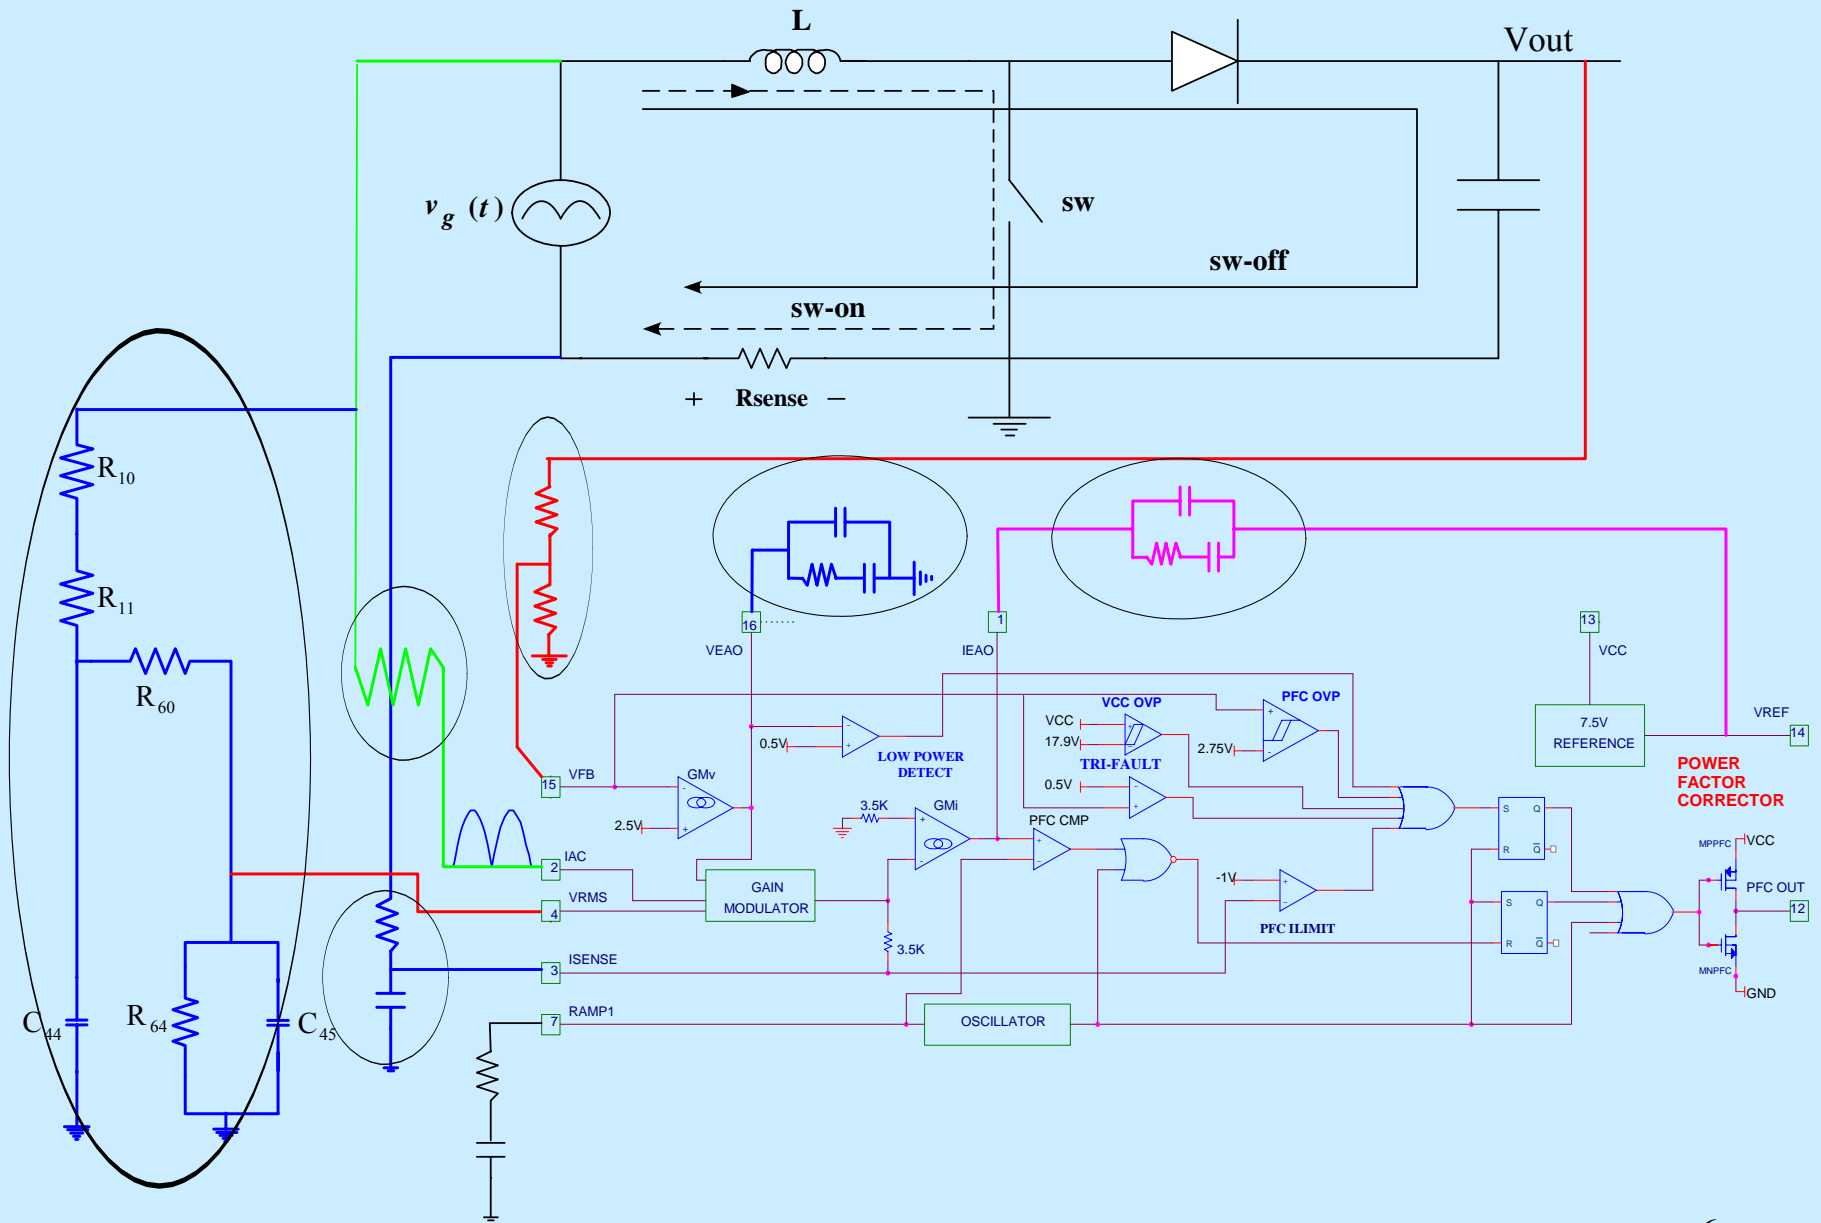 L
Vout
v g (t)
sw
sw-off
sw-on
+ Rsense −
R10
R11
R60
R64
C44
C45
16
1
13
VEAO
IEAO
VCC
VCC OVP
PFC OVP
VCC
17.9V
+
−
+
-
2.75V
7.5V
REFERENCE
VREF
14
0.5V
−
+
LOW POWER
DETECT
TRI-FAULT
0.5V
−
+
POWER
FACTOR
CORRECTOR
15
VFB
GMv
-
+
2.5V
3.5K
GMi
+
-
PFC CMP
+
−
S
Q
R
Q
MPPFC
VCC
2
IAC
GAIN
MODULATOR
-1V
+
−
PFC ILIMIT
4
VRMS
S
Q
R
Q
PFC OUT
12
3.5K
3
ISENSE
MNPFC
GND
7
RAMP1
OSCILLATOR